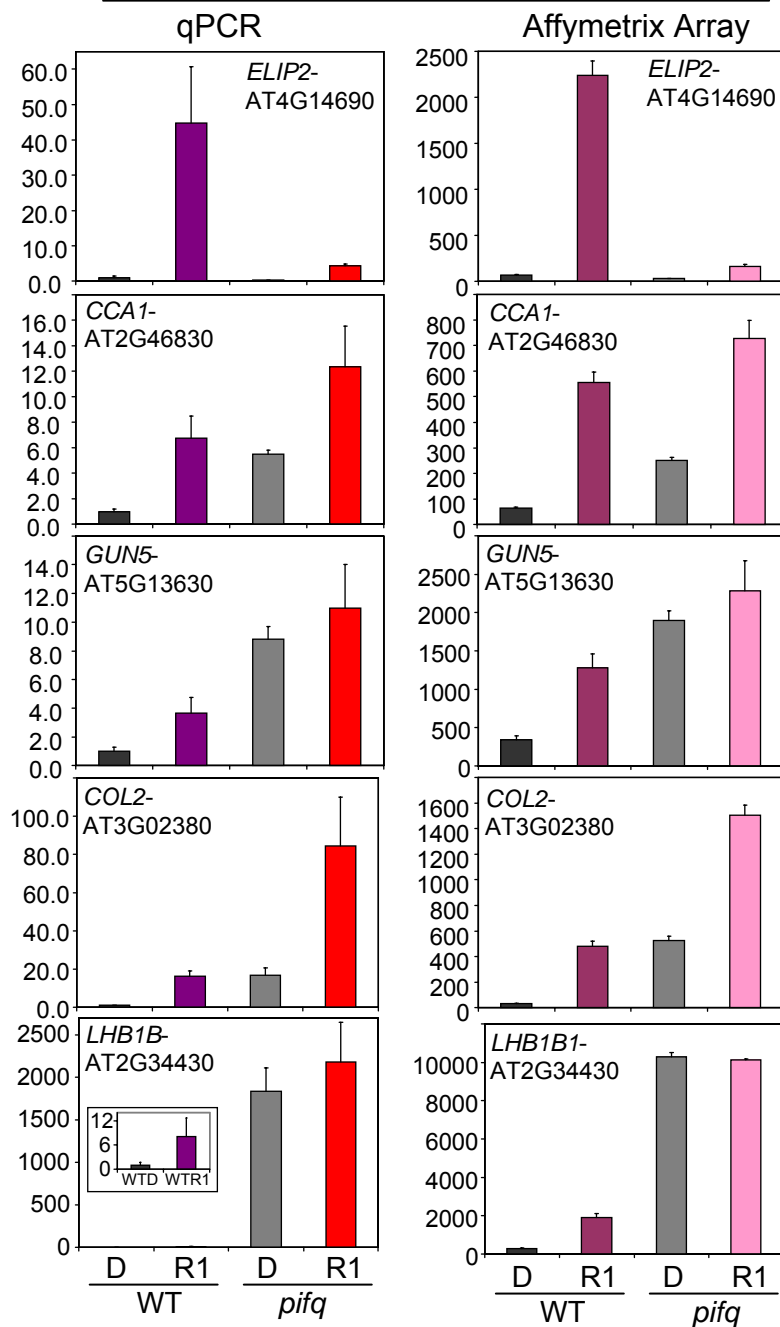 qPCR
Affymetrix Array
60.0
50.0
40.0
30.0
20.0
10.0
0.0
ELIP2-
AT4G14690
2500
2000
1500
1000
500
0
ELIP2-
AT4G14690
16.0
14.0
12.0
10.0
8.0
6.0
4.0
2.0
0.0
CCA1-
AT2G46830
800
700
600
500
400
300
200
100
0
CCA1-
AT2G46830
14.0
12.0
10.0
8.0
6.0
4.0
2.0
0.0
GUN5-
AT5G13630
2500
2000
1500
1000
500
0
GUN5-
AT5G13630
100.0
80.0
60.0
40.0
20.0
0.0
COL2-
AT3G02380
1600
1400
1200
1000
800
600
400
200
0
COL2-
AT3G02380
2500
2000
1500
1000
500
0
LHB1B-
AT2G34430
12
6
0
WTD WTR1
10000
8000
6000
4000
2000
0
LHB1B1-
AT2G34430
D R1 D R1
WT pifq
D R1 D R1
WT pifq